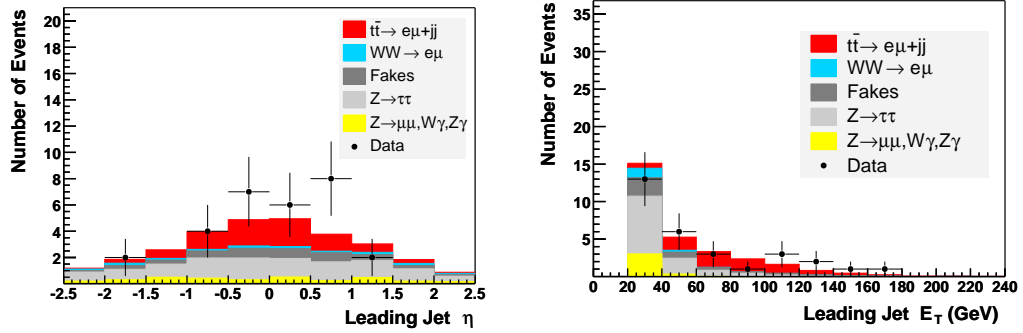 Number of Events
20
18
16
14
12
10
8
6
4
2
-2.5 -2 -1.5 -1 -0.5 0 0.5 1 1.5 2 2.5
Leading Jet η
tt̄→ eμ+jj
WW→ eμ
Fakes
Z→ττ
Z→μμ,Wγ,Zγ
Data
Number of Events
35
30
25
20
15
10
5
0 20 40 60 80 100 120 140 160 180 200 220 240
Leading Jet E_T (GeV)
tt̄→ eμ+jj
WW→ eμ
Fakes
Z→ττ
Z→μμ,Wγ,Zγ
Data